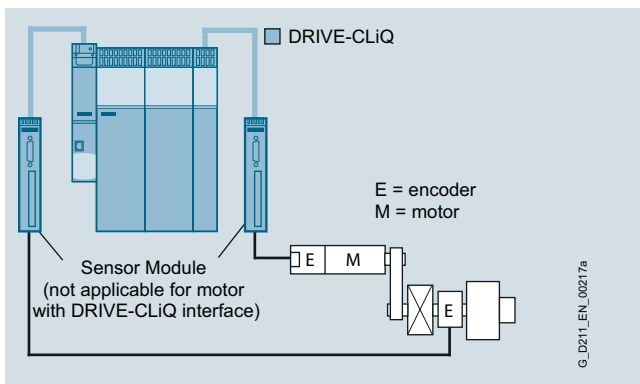 DRIVE-CLiQ
E = encoder
M = motor
E M
E
Sensor Module
(not applicable for motor
with DRIVE-CLiQ interface)
G_D211_EN_00217a